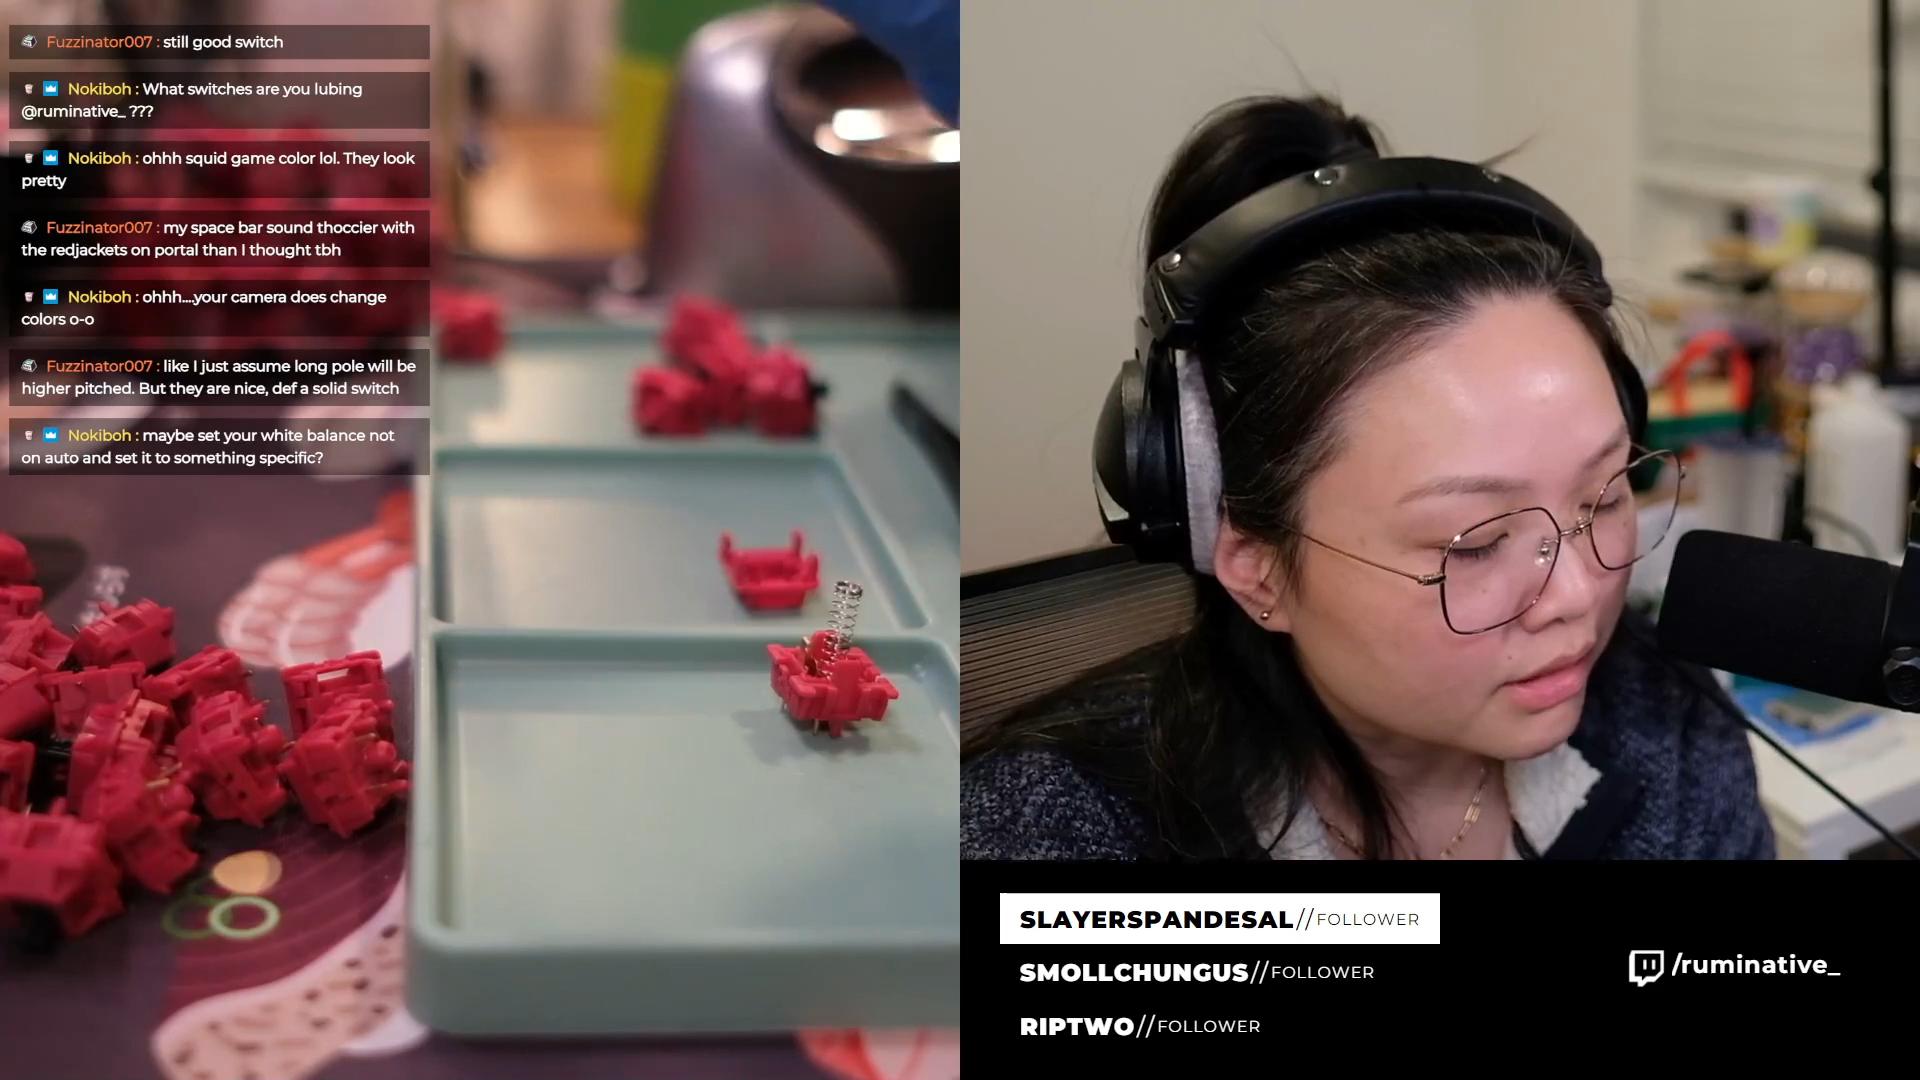 Fuzzinator007 : still good switch
Nokiboh : What switches are you lubing
@ruminative_ ???
Nokiboh : ohhh squid game color lol. They look
pretty
Fuzzinator007 : my space bar sound thoccier with
the redjackets on portal than I thought tbh
Nokiboh : ohhh....your camera does change
colors o-o
Fuzzinator007 : like I just assume long pole will be
higher pitched. But they are nice, def a solid switch
Nokiboh : maybe set your white balance not
on auto and set it to something specific?
SLAYERSPANDESAL//FOLLOWER
SMOLLCHUNGUS//FOLLOWER
RIPTWO//FOLLOWER
/ruminative_